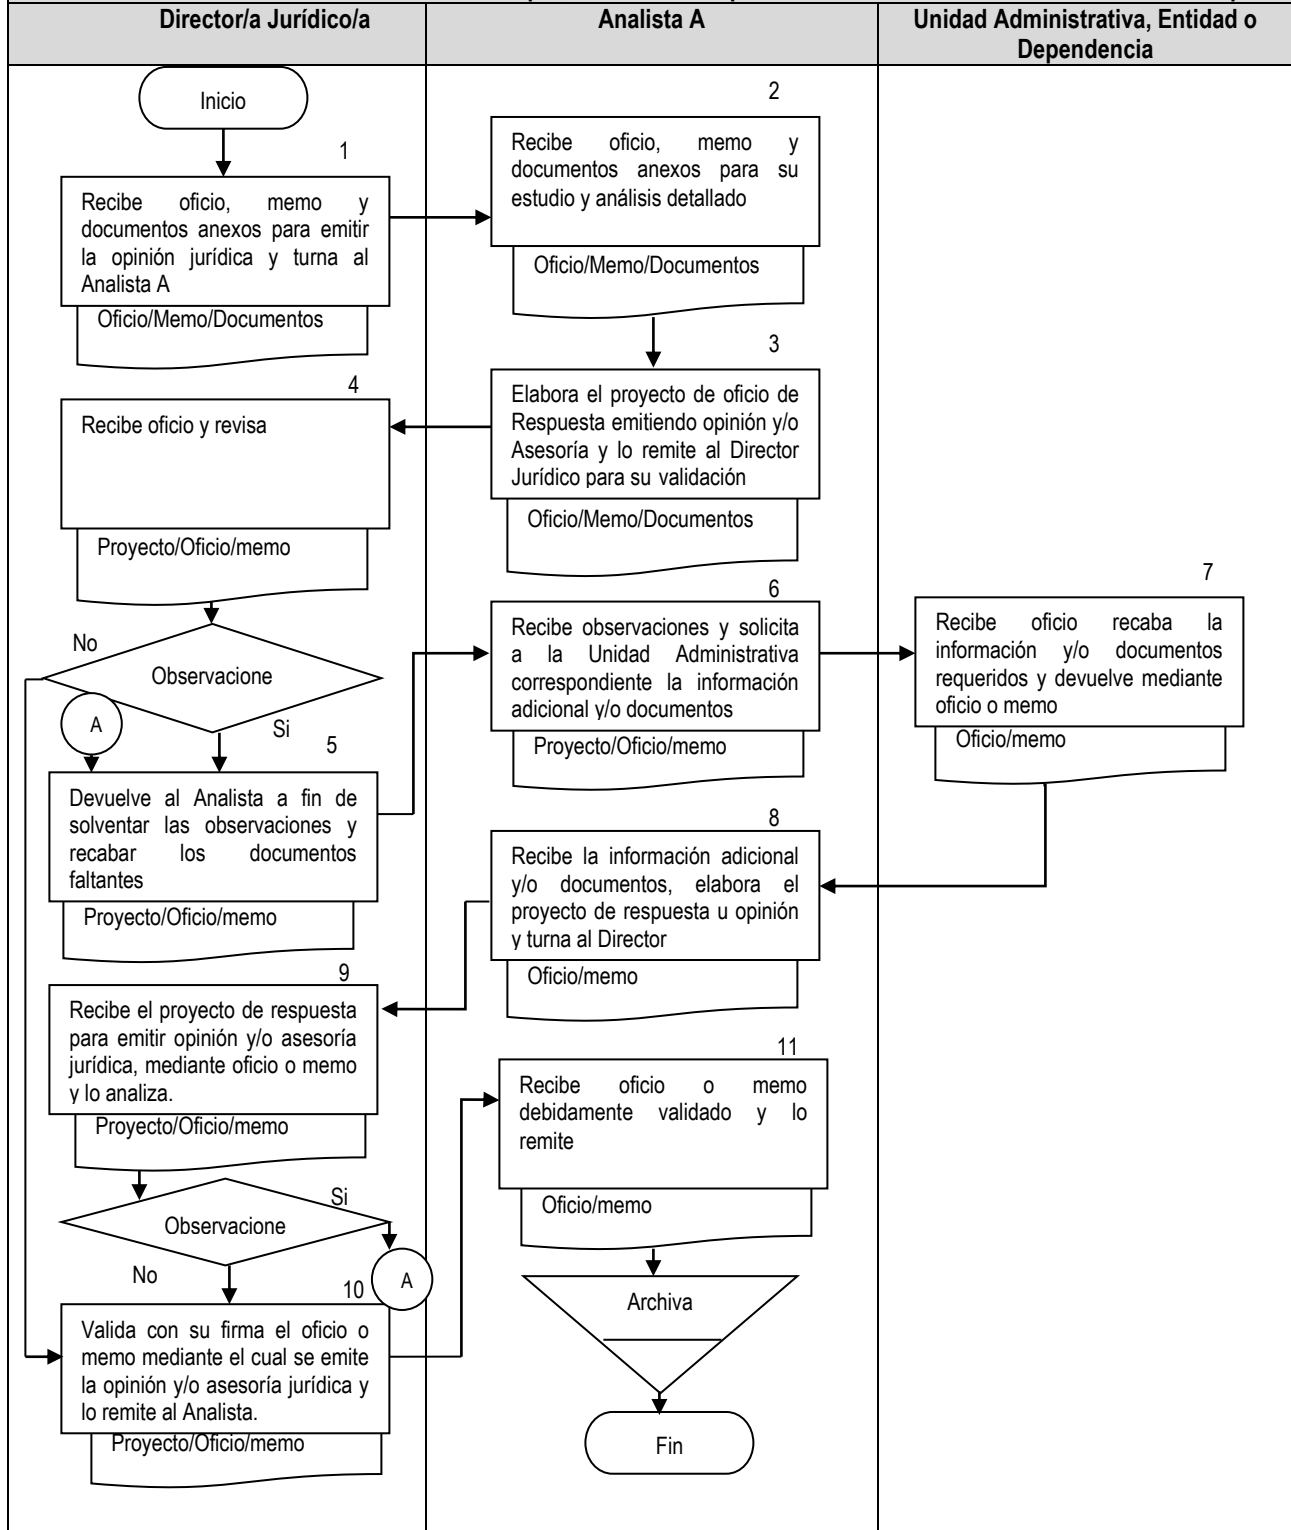 Director/a Jurídico/a
Analista A
Unidad Administrativa, Entidad o
Dependencia
Inicio
1
Recibe oficio, memo y
documentos anexos para emitir
la opinión jurídica y turna al
Analista A
Oficio/Memo/Documentos
2
Recibe oficio, memo y
documentos anexos para su
estudio y análisis detallado
Oficio/Memo/Documentos
3
Elabora el proyecto de oficio de
Respuesta emitiendo opinión y/o
Asesoría y lo remite al Director
Jurídico para su validación
Oficio/Memo/Documentos
4
Recibe oficio y revisa
Proyecto/Oficio/memo
No
Observacione
Si
A
5
Devuelve al Analista a fin de
solventar las observaciones y
recabar los documentos
faltantes
Proyecto/Oficio/memo
6
Recibe observaciones y solicita
a la Unidad Administrativa
correspondiente la información
adicional y/o documentos
Proyecto/Oficio/memo
7
Recibe oficio recaba la
información y/o documentos
requeridos y devuelve mediante
oficio o memo
Oficio/memo
8
Recibe la información adicional
y/o documentos, elabora el
proyecto de respuesta u opinión
y turna al Director
Oficio/memo
9
Recibe el proyecto de respuesta
para emitir opinión y/o asesoría
jurídica, mediante oficio o memo
y lo analiza.
Proyecto/Oficio/memo
Si
Observacione
No
A
10
Valida con su firma el oficio o
memo mediante el cual se emite
la opinión y/o asesoría jurídica y
lo remite al Analista.
Proyecto/Oficio/memo
11
Recibe oficio o memo
debidamente validado y lo
remite
Oficio/memo
Archiva
Fin